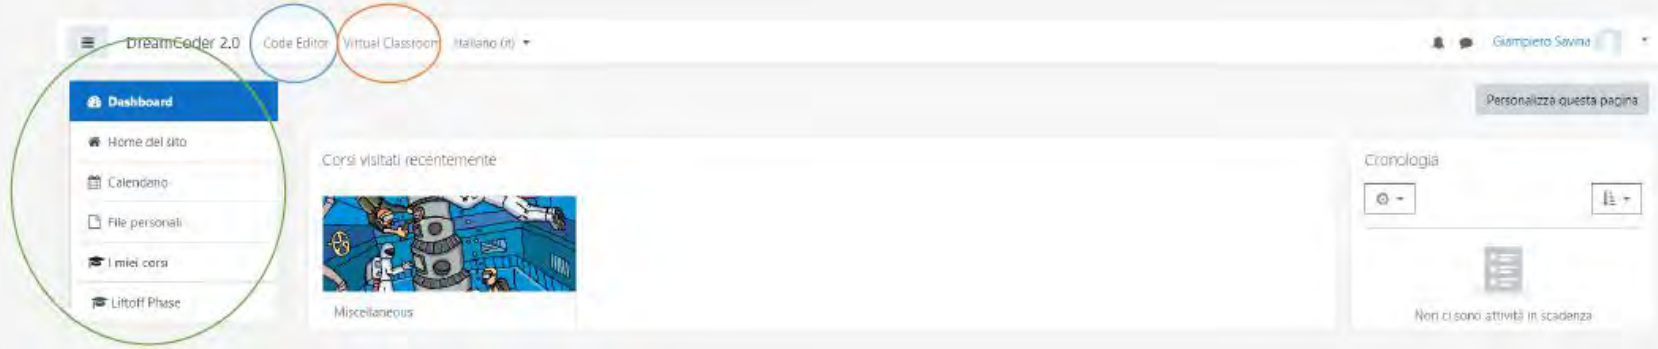 DreamCoder 2.0 Code Editor Virtual Classroom Italiano (it) Giampiero Savina
Dashboard
Personalizza questa pagina
Home del sito
Calendario
File personali
I miei corsi
Liftoff Phase
Corsi visitati recentemente
Miscellaneous
Cronologia
Non ci sono attività in scadenza